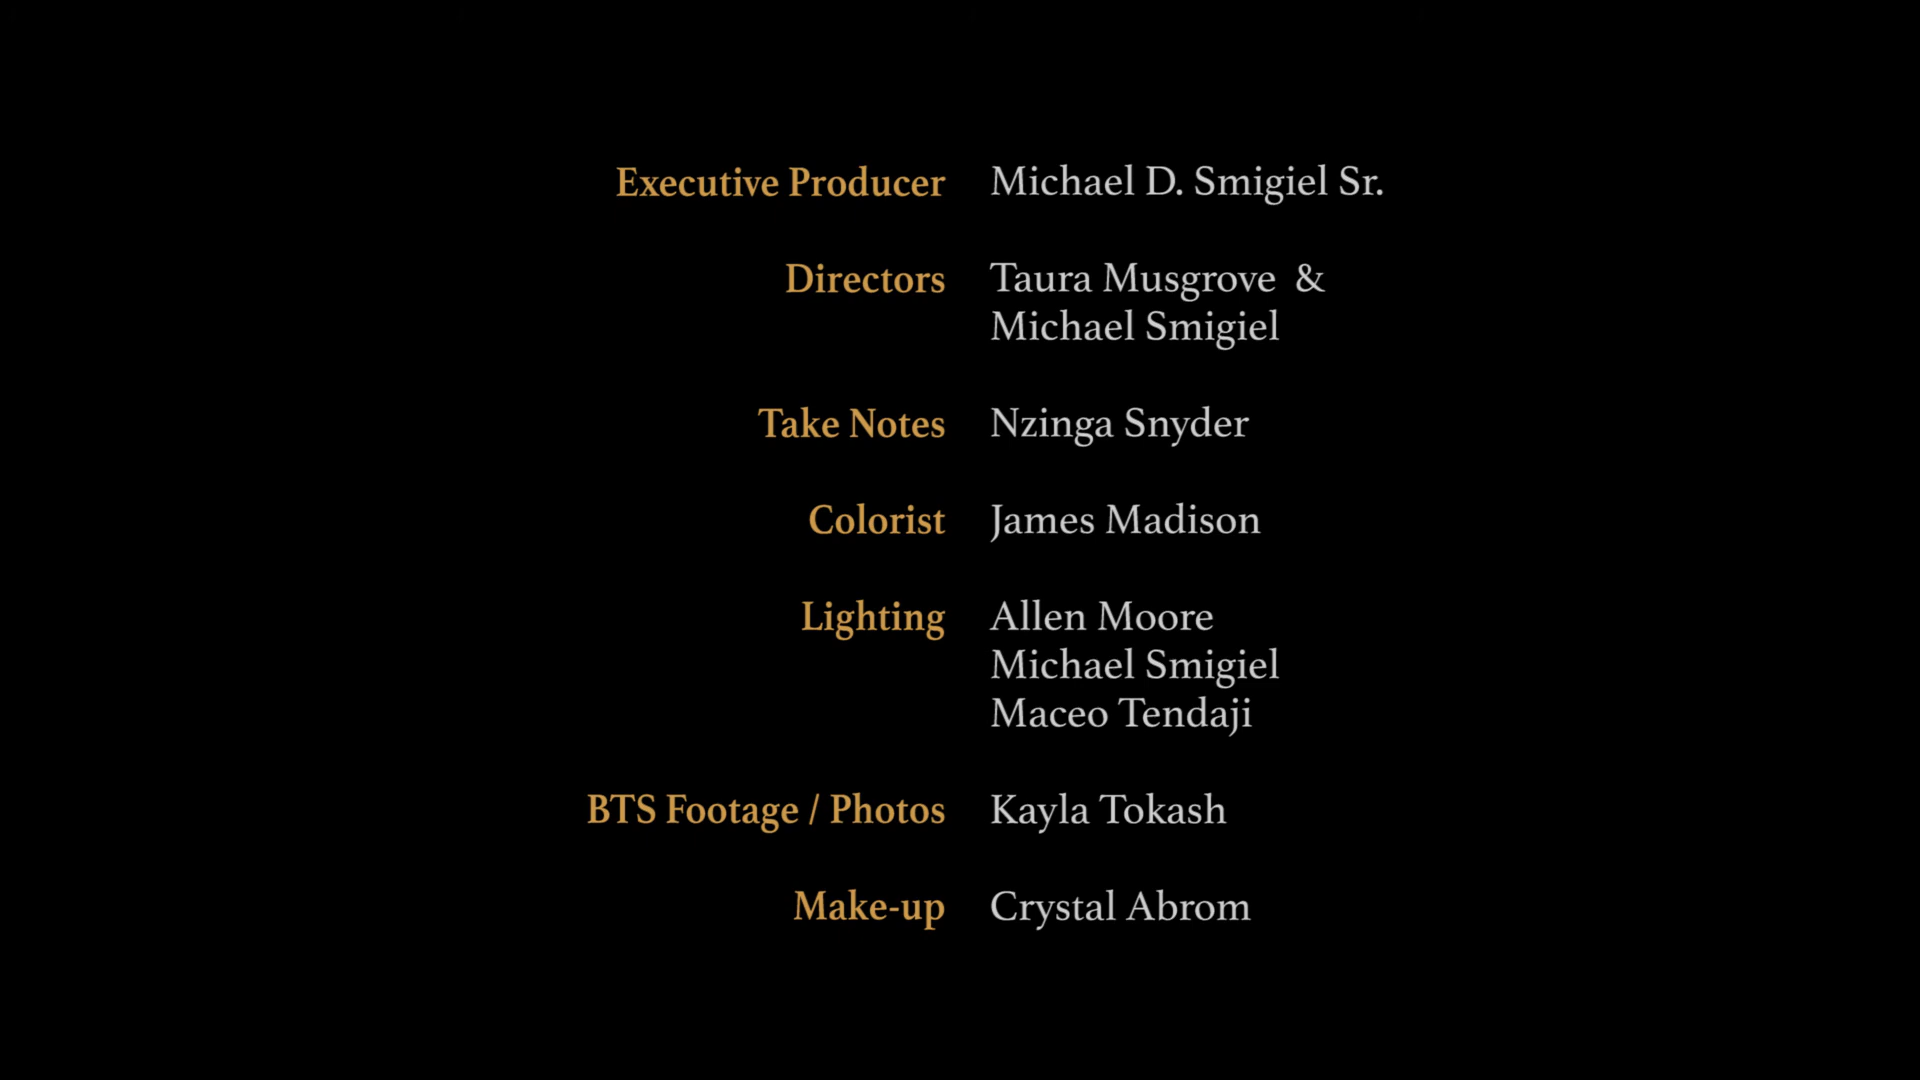 Executive Producer Michael D. Smigiel Sr.
Directors Taura Musgrove &
Michael Smigiel
Take Notes Nzinga Snyder
Colorist James Madison
Lighting Allen Moore
Michael Smigiel
Maceo Tendaji
BTS Footage / Photos Kayla Tokash
Make-up Crystal Abrom